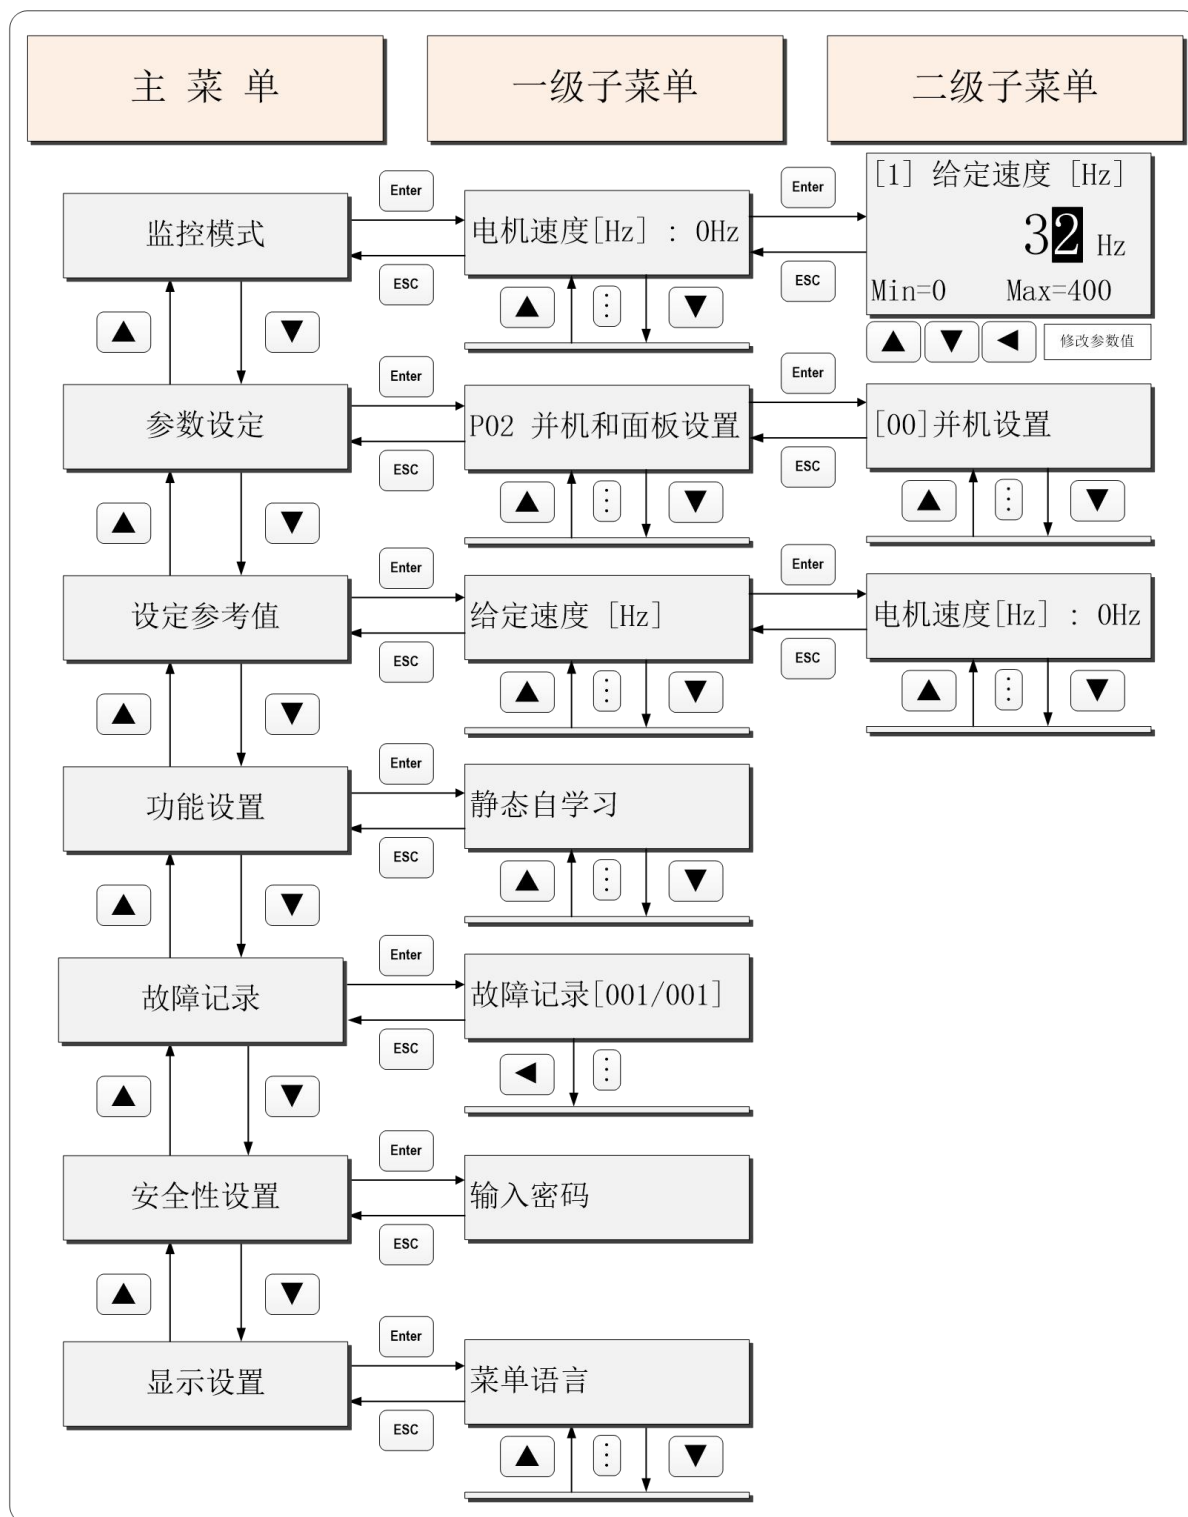 主 菜 单
一级子菜单
二级子菜单
监控模式
Enter
ESC
电机速度[Hz] : 0Hz
Enter
ESC
[1] 给定速度 [Hz]
32 Hz
Min=0 Max=400
修改参数值
参数设定
Enter
ESC
P02 并机和面板设置
Enter
ESC
[00]并机设置
设定参考值
Enter
ESC
给定速度 [Hz]
Enter
ESC
电机速度[Hz] : 0Hz
功能设置
Enter
ESC
静态自学习
故障记录
Enter
ESC
故障记录[001/001]
安全性设置
Enter
ESC
输入密码
显示设置
Enter
ESC
菜单语言